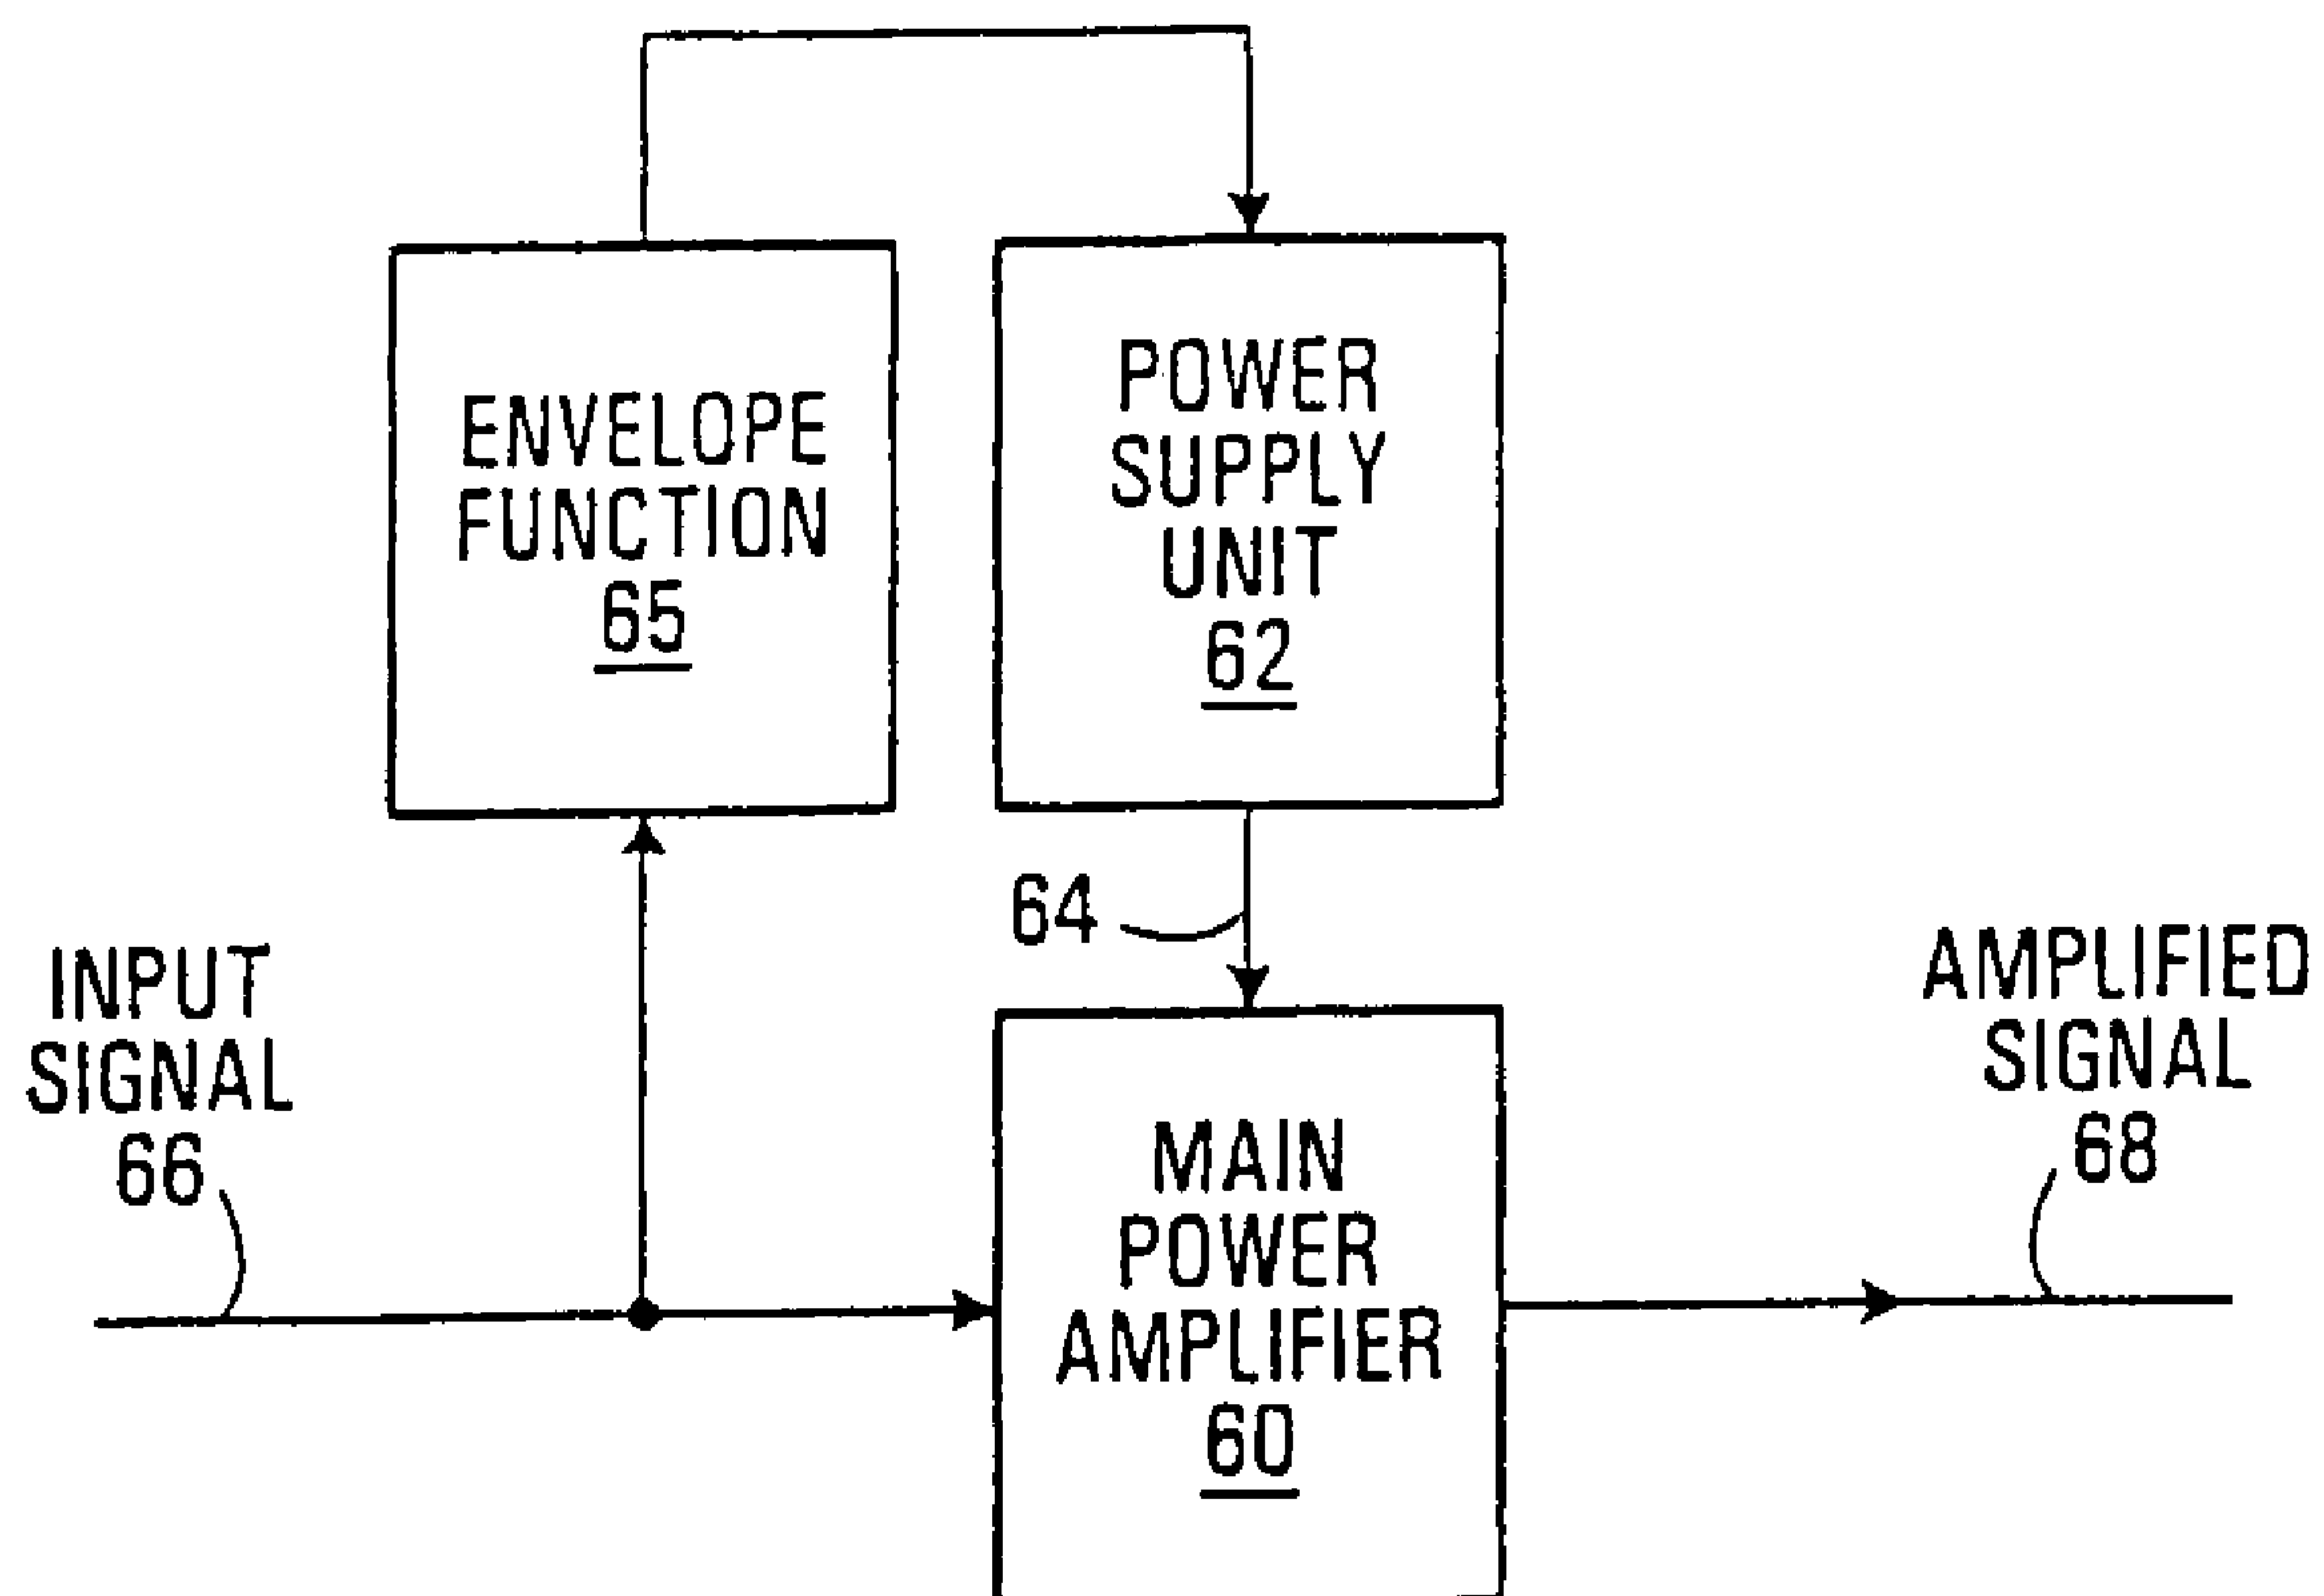 ENVELOPE
FUNCTION
65
POWER
SUPPLY
UNIT
62
64
INPUT
SIGNAL
66
AMPLIFIED
SIGNAL
68
MAIN
POWER
AMPLIFIER
60